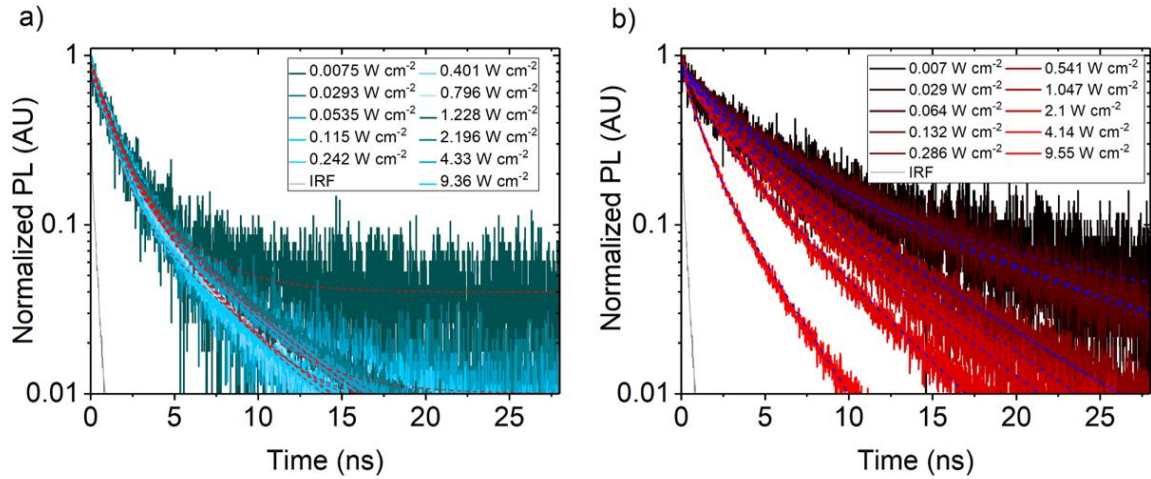 a)
Normalized PL (AU)
1
0.1
0.01
0.0075 W cm⁻² 0.401 W cm⁻²
0.0293 W cm⁻² 0.796 W cm⁻²
0.0535 W cm⁻² 1.228 W cm⁻²
0.115 W cm⁻² 2.196 W cm⁻²
0.242 W cm⁻² 4.33 W cm⁻²
IRF 9.36 W cm⁻²
0 5 10 15 20 25
Time (ns)
b)
Normalized PL (AU)
1
0.1
0.01
0.007 W cm⁻² 0.541 W cm⁻²
0.029 W cm⁻² 1.047 W cm⁻²
0.064 W cm⁻² 2.1 W cm⁻²
0.132 W cm⁻² 4.14 W cm⁻²
0.286 W cm⁻² 9.55 W cm⁻²
IRF
0 5 10 15 20 25
Time (ns)